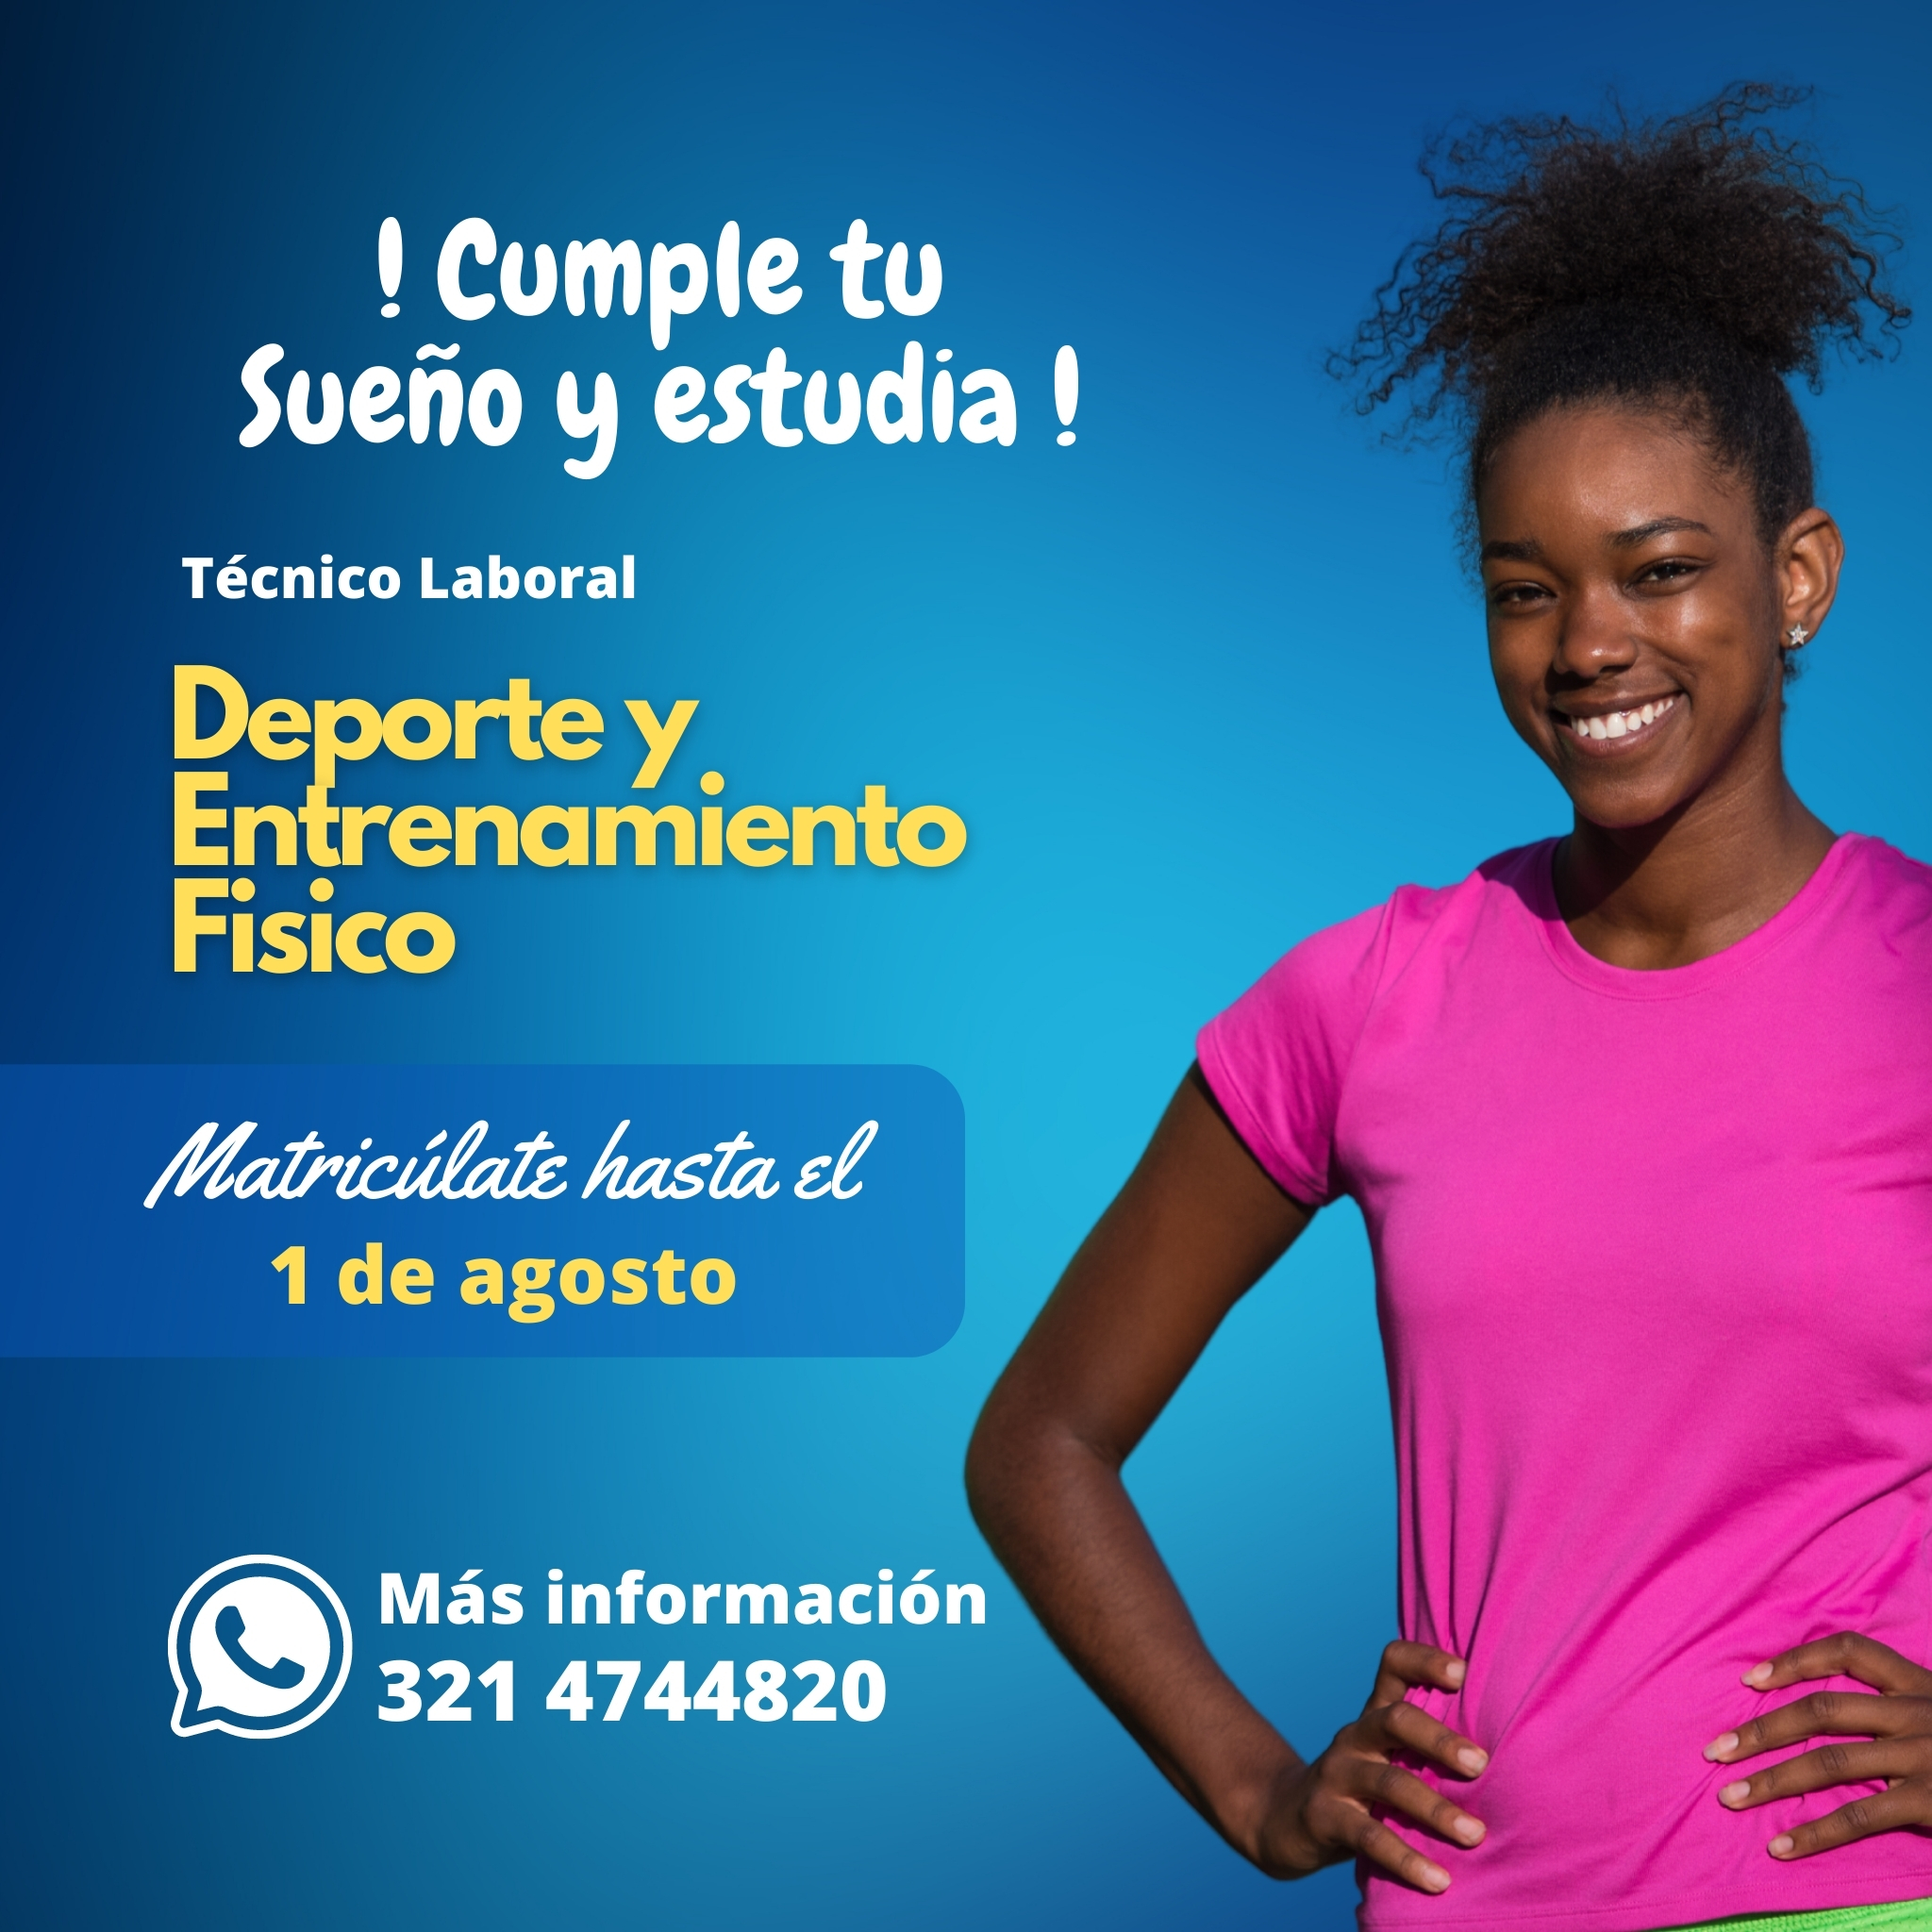 ! Cumple tu
Sueño y estudia !
Técnico Laboral
Deporte y
Entrenamiento
Fisico
Matricúlate hasta el
1 de agosto
Más información
321 4744820